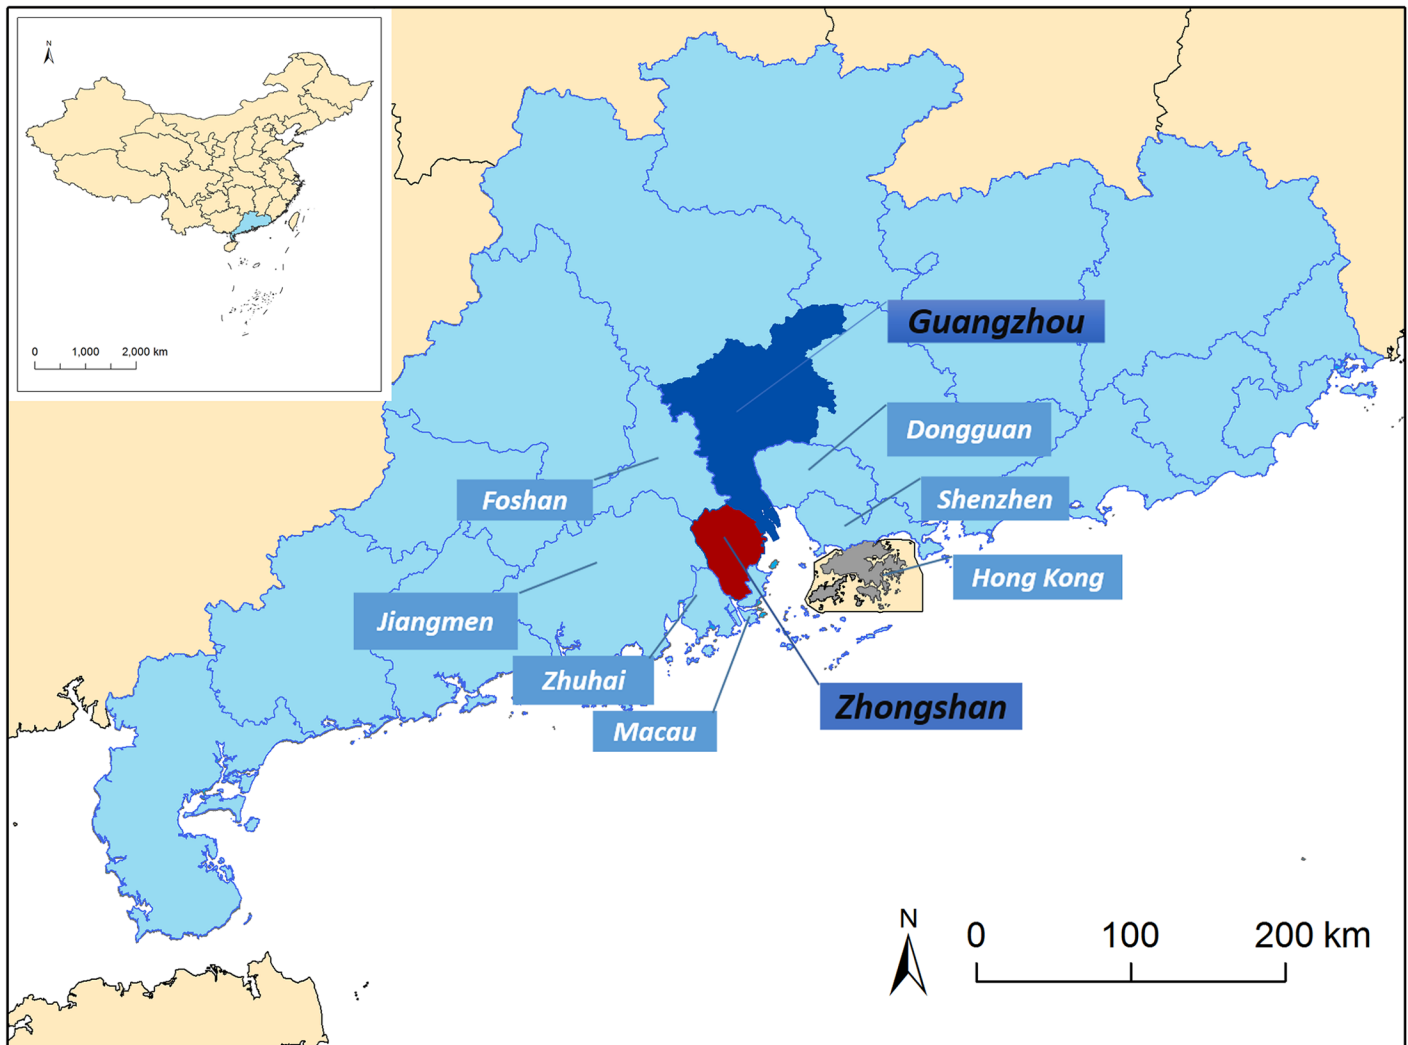 N
0 1,000 2,000 km
Guangzhou
Dongguan
Foshan
Shenzhen
Hong Kong
Jiangmen
Zhuhai
Zhongshan
Macau
N
0 100 200 km